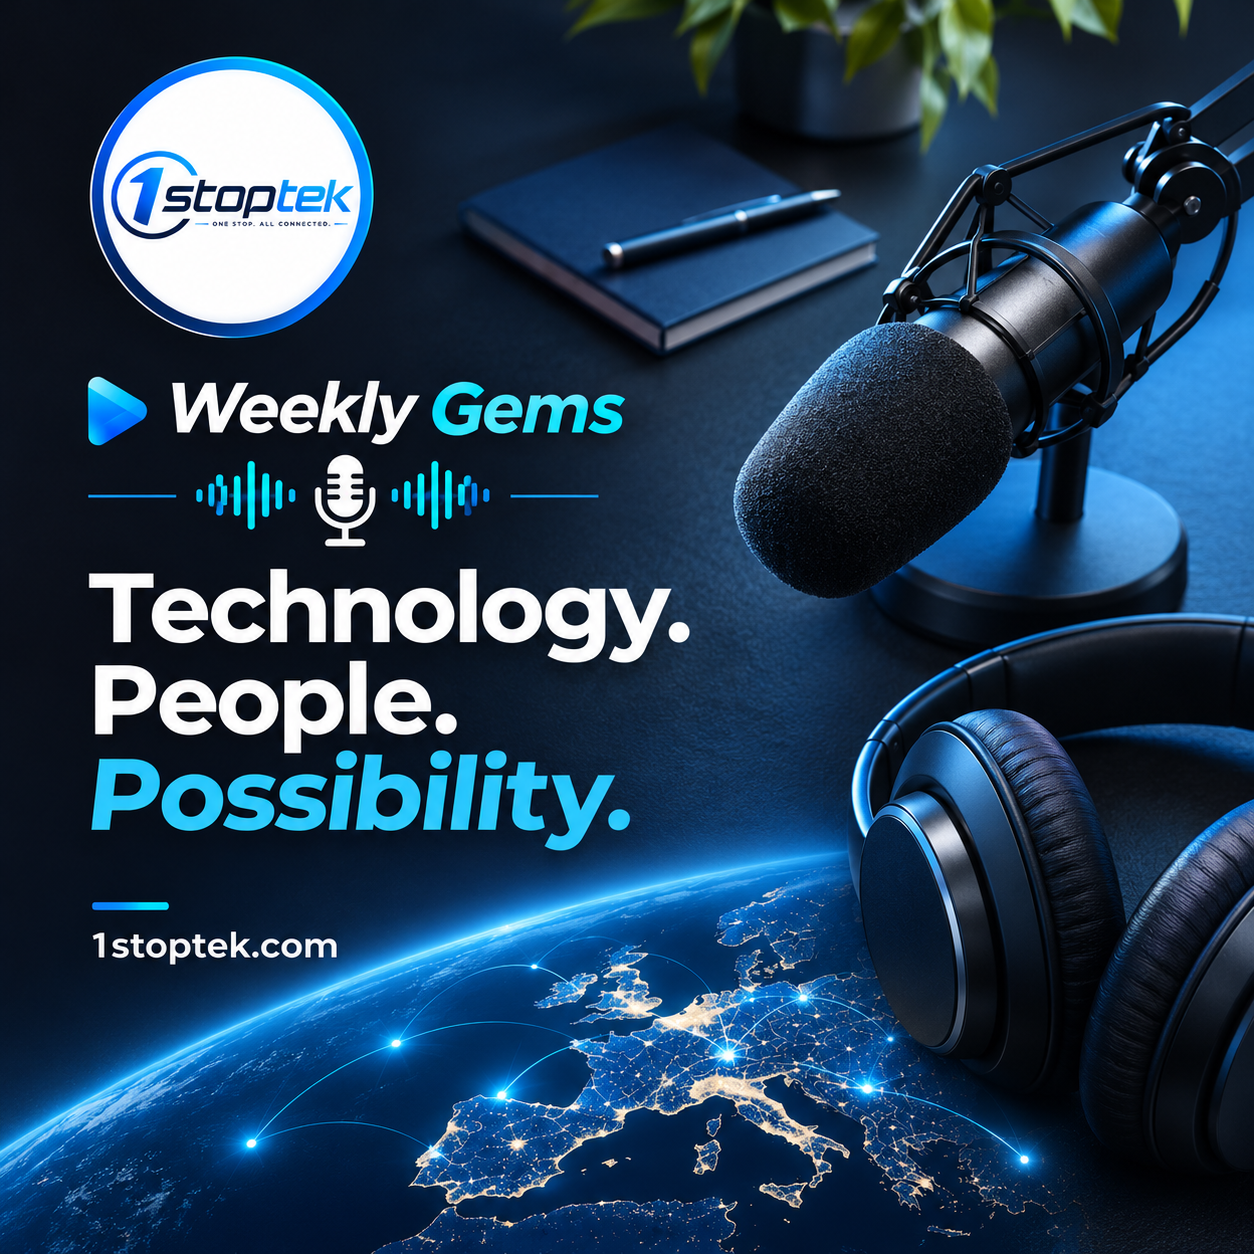 1stoptek
ONE STOP. ALL CONNECTED.
Weekly Gems
Technology.
People.
Possibility.
1stoptek.com